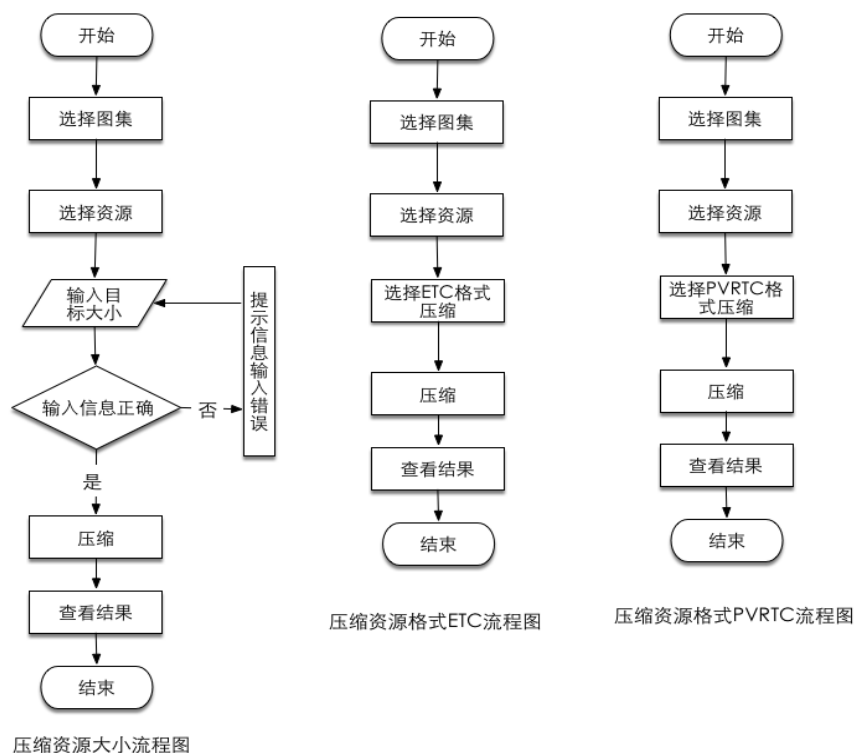 开始
选择图集
选择资源
输入目
标大小
提示信息输入错误
输入信息正确
否
是
压缩
查看结果
结束
压缩资源大小流程图
开始
选择图集
选择资源
选择ETC格式
压缩
压缩
查看结果
结束
压缩资源格式ETC流程图
开始
选择图集
选择资源
选择PVRTC格
式压缩
压缩
查看结果
结束
压缩资源格式PVRTC流程图